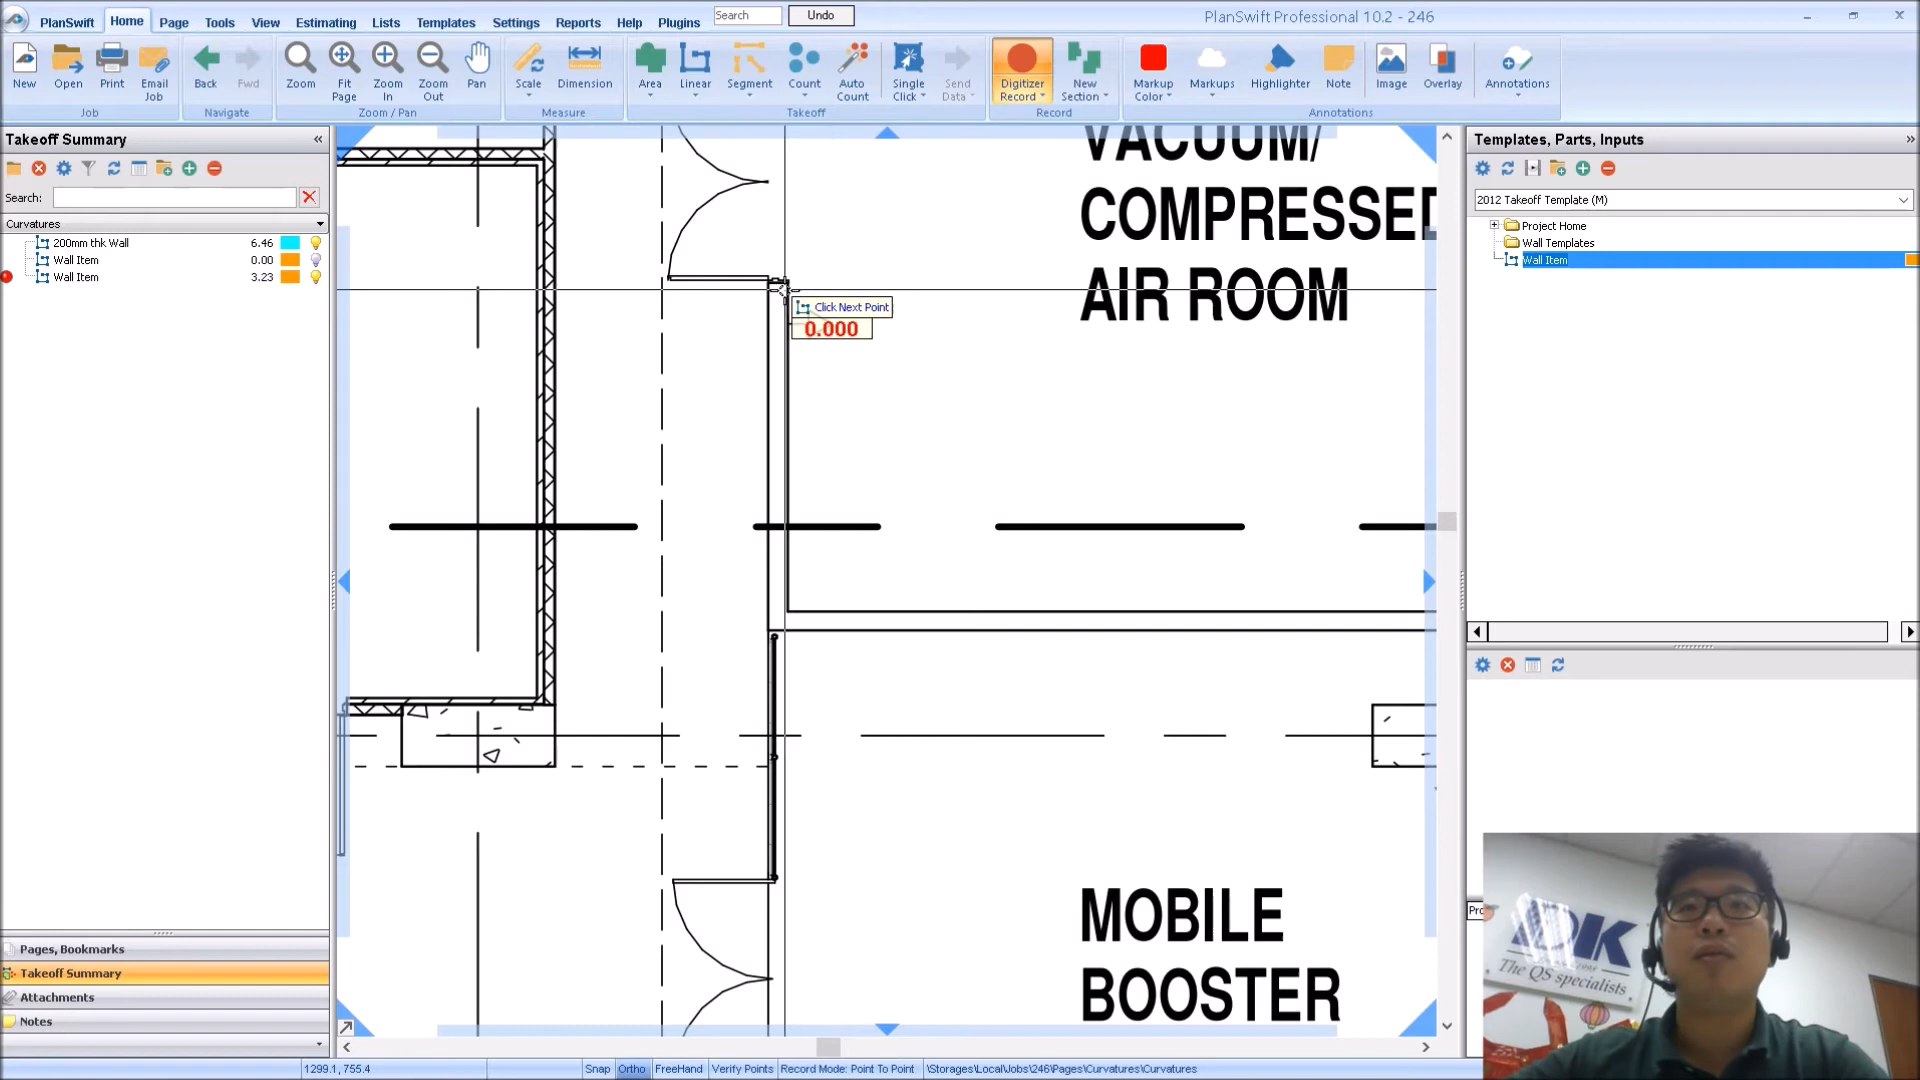 PlanSwift Home Page Tools View Estimating Lists Templates Settings Reports Help Plugins Search Undo PlanSwift Professional 10.2 - 246
New Open Print Email Job
Job
Back Fwd
Navigate
Zoom Fit Page Zoom In Zoom Out Pan
Zoom / Pan
Scale Dimension
Measure
Area Linear Segment Count Auto Count Single Click Send Data
Takeoff
Digitizer Record New Section
Record
Markup Color Markups Highlighter Note Image Overlay Annotations
Annotations
Takeoff Summary
Search:
Curvatures
200mm thk Wall 6.46
Wall Item 0.00
Wall Item 3.23
Pages, Bookmarks
Takeoff Summary
Attachments
Notes
VACUUM/
COMPRESSED
AIR ROOM
Click Next Point
0.000
MOBILE
BOOSTER
Templates, Parts, Inputs
2012 Takeoff Template (M)
Project Home
Wall Templates
Wall Item
The QS specialists
1299.1, 755.4 Snap Ortho FreeHand Verify Points Record Mode: Point To Point \Storages\Local\Jobs\246\Pages\Curvatures\Curvatures